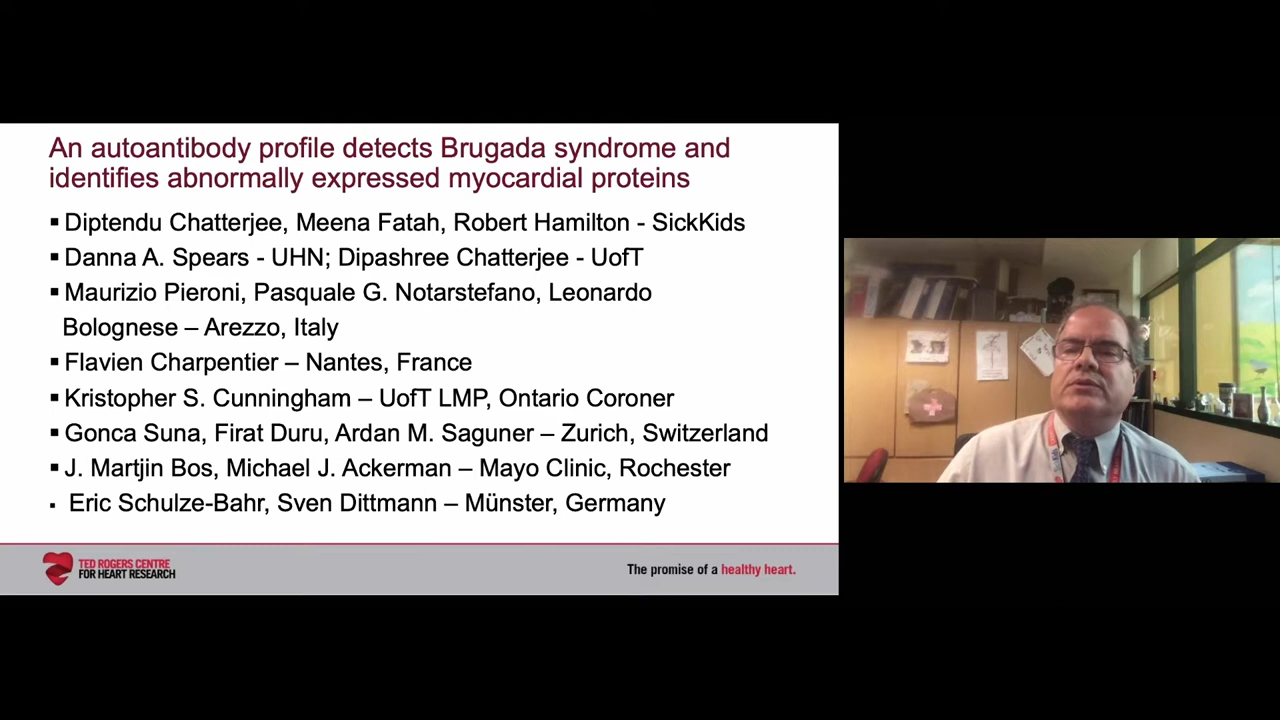 An autoantibody profile detects Brugada syndrome and
identifies abnormally expressed myocardial proteins
▪ Diptendu Chatterjee, Meena Fatah, Robert Hamilton - SickKids
▪ Danna A. Spears - UHN; Dipashree Chatterjee - UofT
▪ Maurizio Pieroni, Pasquale G. Notarstefano, Leonardo
Bolognese – Arezzo, Italy
▪ Flavien Charpentier – Nantes, France
▪ Kristopher S. Cunningham – UofT LMP, Ontario Coroner
▪ Gonca Suna, Firat Duru, Ardan M. Saguner – Zurich, Switzerland
▪ J. Martjin Bos, Michael J. Ackerman – Mayo Clinic, Rochester
▪ Eric Schulze-Bahr, Sven Dittmann – Münster, Germany
TED ROGERS CENTRE
FOR HEART RESEARCH
The promise of a healthy heart.